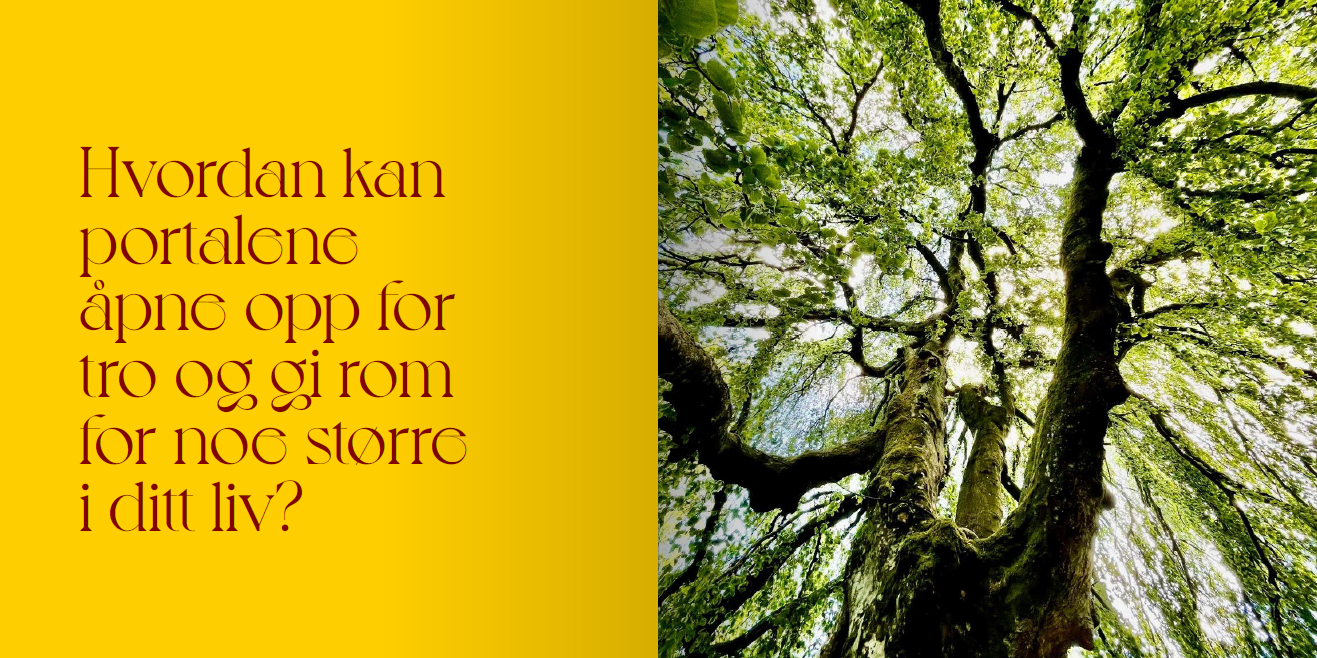 Hvordan kan
portalene
åpne opp for
tro og gi rom
for noe større
i ditt liv?